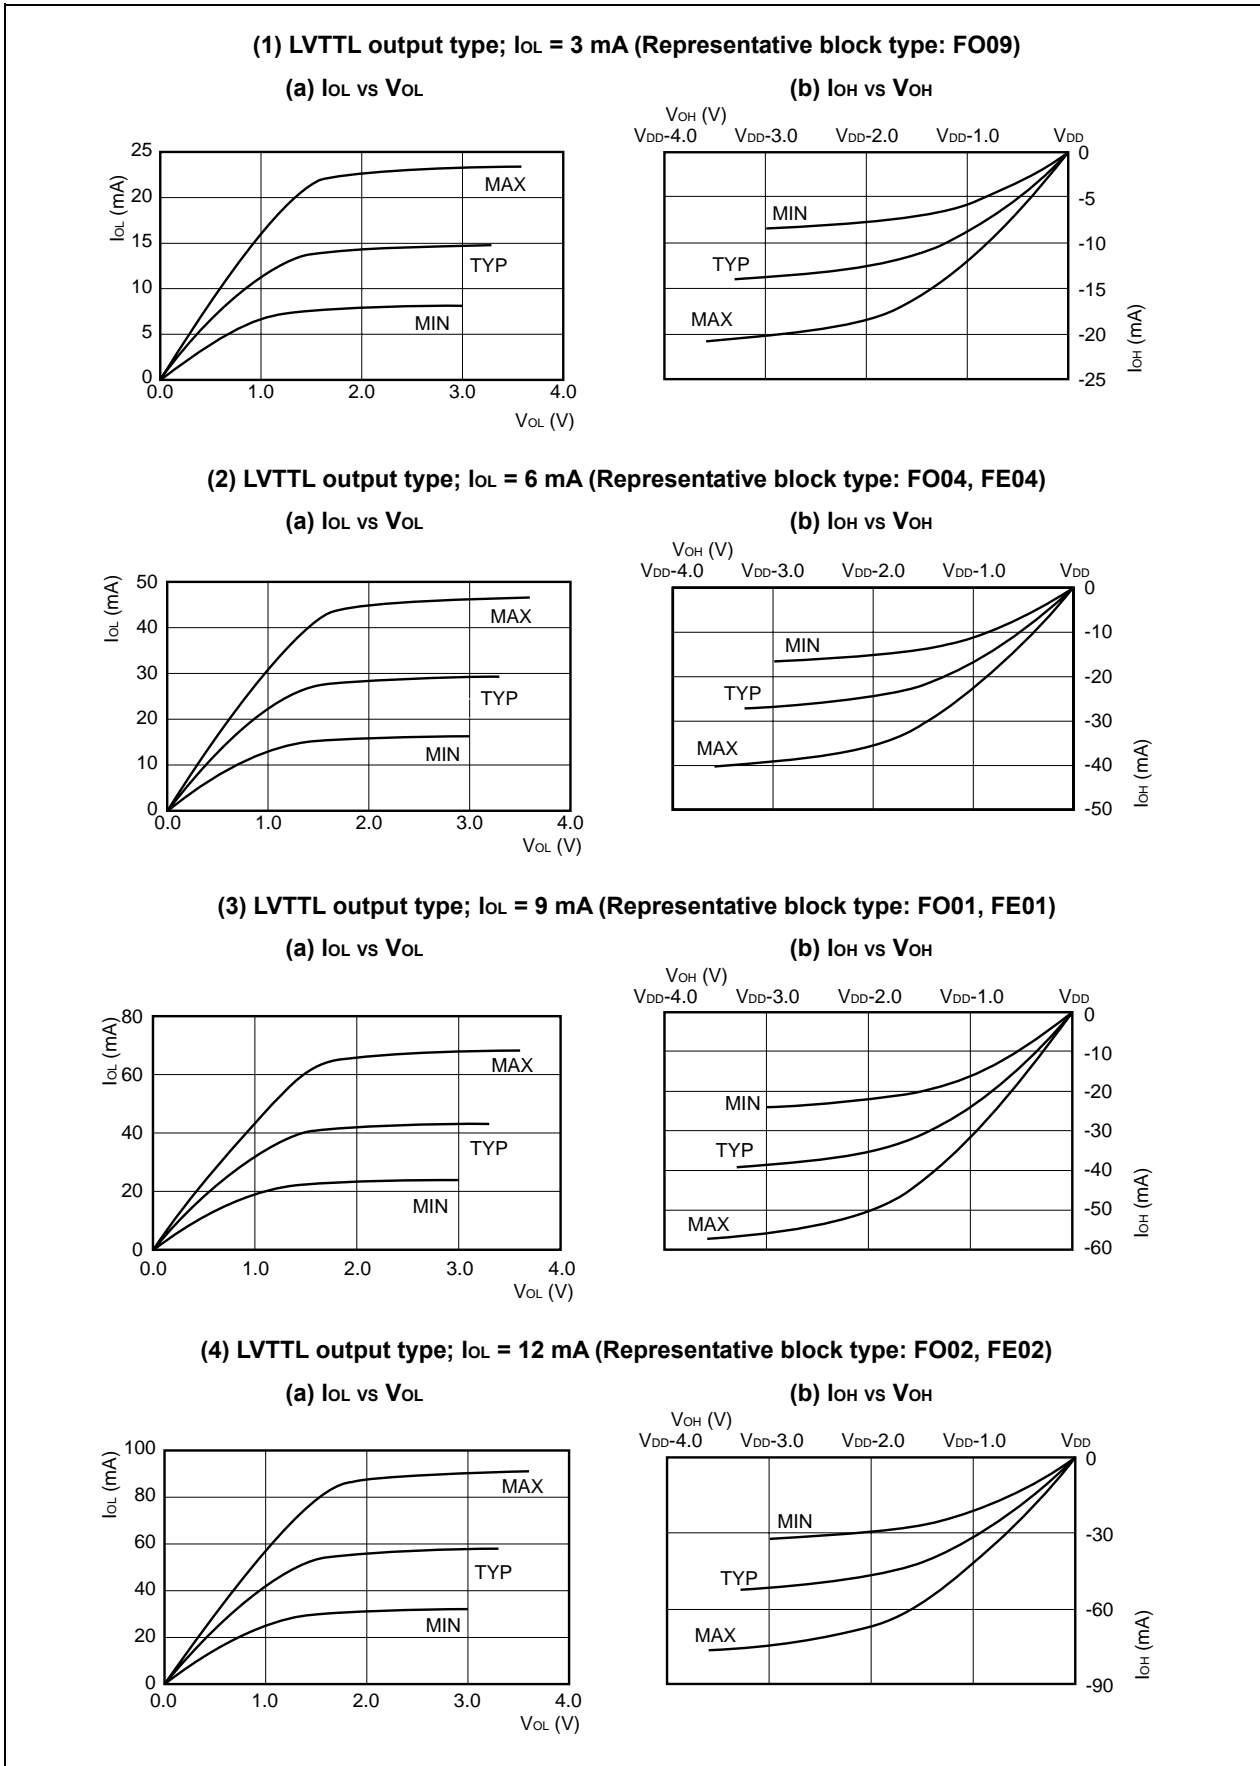 (1) LVTTL output type; IOL = 3 mA (Representative block type: FO09)
(a) IOL vs VOL
(b) IOH vs VOH
25
20
15
10
5
0
IOL (mA)
MAX
TYP
MIN
0.0 1.0 2.0 3.0 4.0
VOL (V)
VOH (V)
VDD-4.0 VDD-3.0 VDD-2.0 VDD-1.0 VDD
MIN
TYP
MAX
0
-5
-10
-15
-20
-25
IOH (mA)
(2) LVTTL output type; IOL = 6 mA (Representative block type: FO04, FE04)
(a) IOL vs VOL
(b) IOH vs VOH
50
40
30
20
10
0
IOL (mA)
MAX
TYP
MIN
0.0 1.0 2.0 3.0 4.0
VOL (V)
VOH (V)
VDD-4.0 VDD-3.0 VDD-2.0 VDD-1.0 VDD
MIN
TYP
MAX
0
-10
-20
-30
-40
-50
IOH (mA)
(3) LVTTL output type; IOL = 9 mA (Representative block type: FO01, FE01)
(a) IOL vs VOL
(b) IOH vs VOH
80
60
40
20
0
IOL (mA)
MAX
TYP
MIN
0.0 1.0 2.0 3.0 4.0
VOL (V)
VOH (V)
VDD-4.0 VDD-3.0 VDD-2.0 VDD-1.0 VDD
MIN
TYP
MAX
0
-10
-20
-30
-40
-50
-60
IOH (mA)
(4) LVTTL output type; IOL = 12 mA (Representative block type: FO02, FE02)
(a) IOL vs VOL
(b) IOH vs VOH
100
80
60
40
20
0
IOL (mA)
MAX
TYP
MIN
0.0 1.0 2.0 3.0 4.0
VOL (V)
VOH (V)
VDD-4.0 VDD-3.0 VDD-2.0 VDD-1.0 VDD
MIN
TYP
MAX
0
-30
-60
-90
IOH (mA)